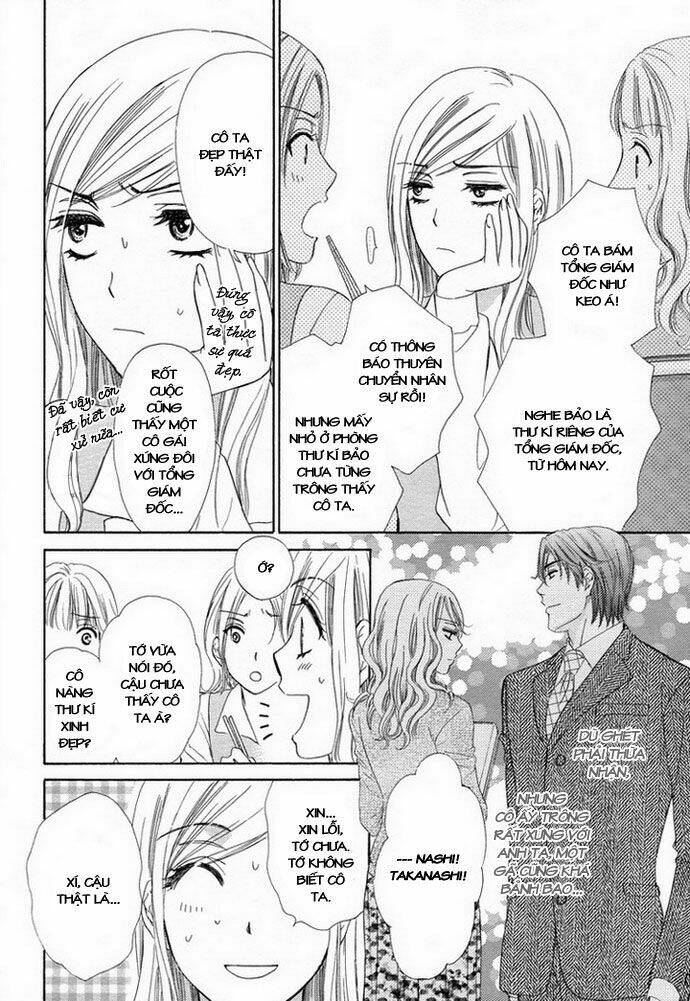 CÔ TA BÁM
TỔNG GIÁM
ĐỐC NHƯ
KEO Á!
NGHE BẢO LÀ
THƯ KÍ RIÊNG CỦA
TỔNG GIÁM ĐỐC,
TỪ HÔM NAY.
CÓ THÔNG
BÁO THUYÊN
CHUYỂN NHÂN
SỰ RỒI!
NHƯNG MẤY
NHỎ Ở PHÒNG
THƯ KÍ BẢO
CHƯA TỪNG
TRÔNG THẤY
CÔ TA.
CÔ TA
ĐẸP THẬT
ĐẤY!
Đúng
vậy, cô
ta thực
sự quá
đẹp.
RỐT
CUỘC
CŨNG
THẤY MỘT
CÔ GÁI
XỨNG ĐÔI
VỚI TỔNG
GIÁM
ĐỐC...
Đã vậy, còn
rất biết cư
xử nữa...
DÙ GHÉT
PHẢI THỪA
NHẬN,
NHƯNG
CÔ ẤY TRÔNG
RẤT XỨNG VỚI
ANH TA, MỘT
GÃ CŨNG KHÁ
BẢNH BAO...
--- NASHI!
TAKANASHI!
Ớ?
TỚ VỪA
NÓI ĐÓ,
CẬU CHƯA
THẤY CÔ
TA À?
CÔ
NÀNG
THƯ KÍ
XINH
ĐẸP?
XIN...
XIN LỖI,
TỚ CHƯA.
TỚ KHÔNG
BIẾT CÔ
TA.
XÍ, CẬU
THẬT LÀ...